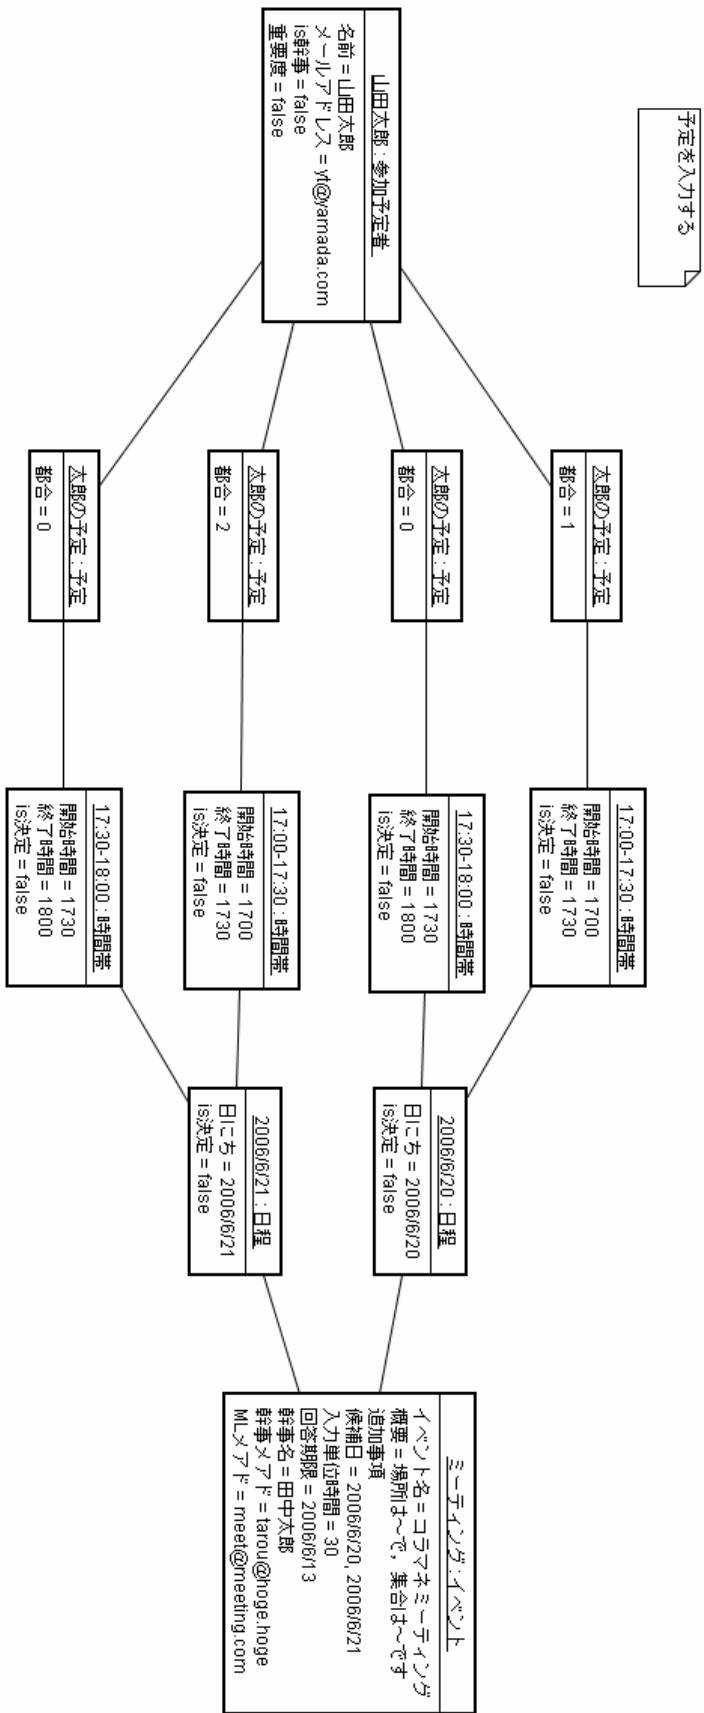 予定を入力する
山田太郎 : 参加予定者
名前 = 山田太郎
メールアドレス = yt@yamada.com
is幹事 = false
重要度 = false
太郎の予定 : 予定
都合 = 1
太郎の予定 : 予定
都合 = 0
太郎の予定 : 予定
都合 = 2
太郎の予定 : 予定
都合 = 0
17:00-17:30 : 時間帯
開始時間 = 1700
終了時間 = 1730
is決定 = false
17:30-18:00 : 時間帯
開始時間 = 1730
終了時間 = 1800
is決定 = false
17:00-17:30 : 時間帯
開始時間 = 1700
終了時間 = 1730
is決定 = false
17:30-18:00 : 時間帯
開始時間 = 1730
終了時間 = 1800
is決定 = false
2006/6/20 : 日程
日にち = 2006/6/20
is決定 = false
2006/6/21 : 日程
日にち = 2006/6/21
is決定 = false
ミーティング : イベント
イベント名 = コラマネミーティング
概要 = 場所は～で，集合は～です
追加事項
候補日 = 2006/6/20, 2006/6/21
入力単位時間 = 30
回答期限 = 2006/6/13
幹事名 = 田中太郎
幹事メアド = tarou@hoge.hoge
MLメアド = meet@meeting.com